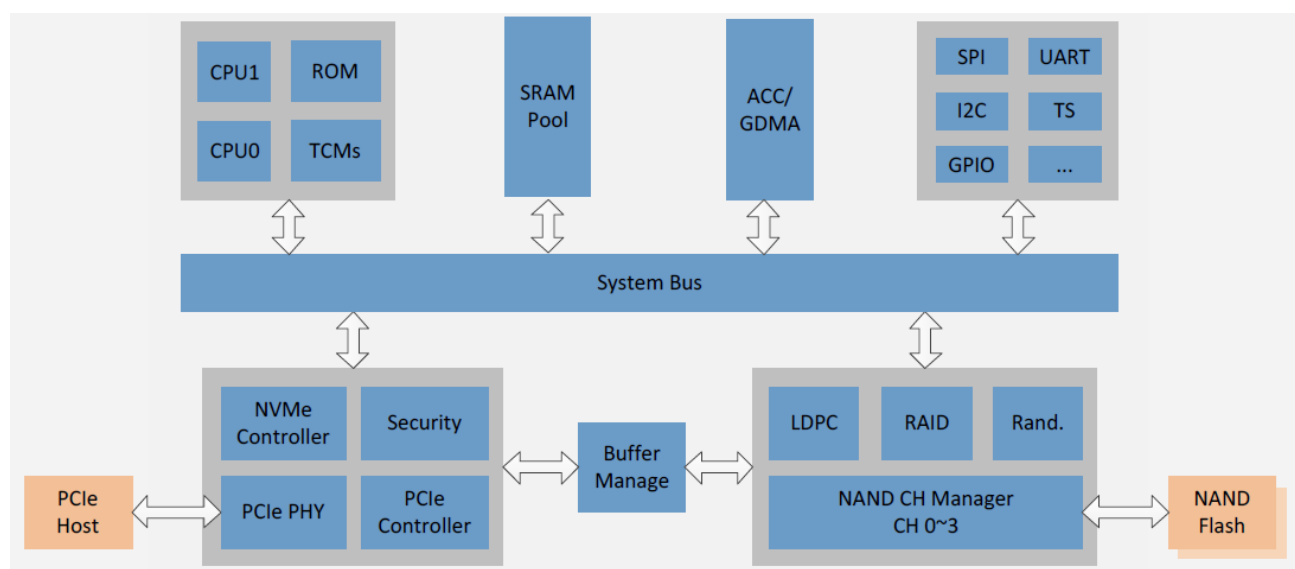 CPU1
ROM
CPU0
TCMs
SRAM
Pool
ACC/
GDMA
SPI
UART
I2C
TS
GPIO
...
System Bus
NVMe
Controller
Security
PCIe PHY
PCIe
Controller
Buffer
Manage
LDPC
RAID
Rand.
NAND CH Manager
CH 0~3
PCIe
Host
NAND
Flash